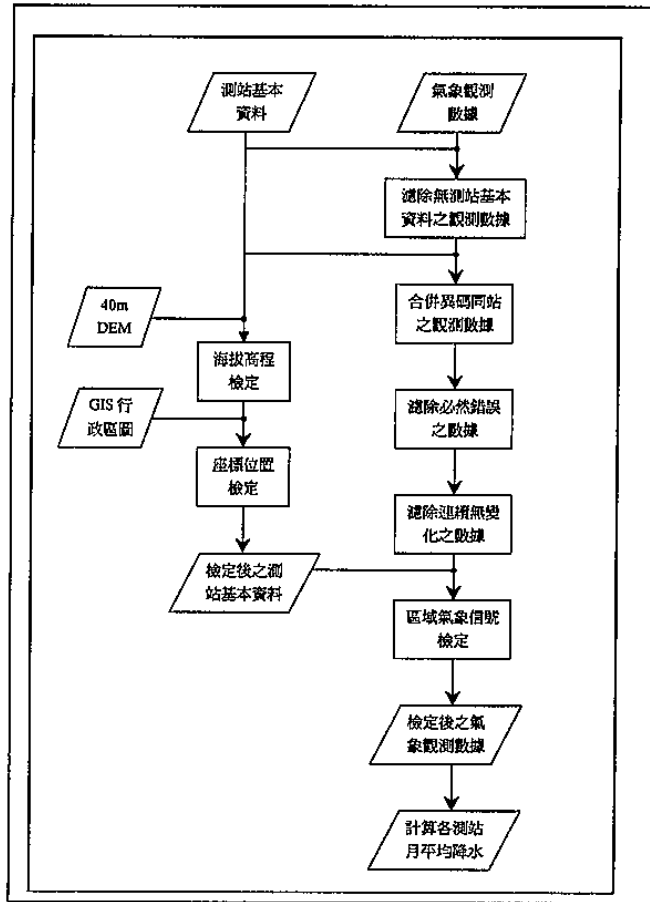 測站基本
資料
氣象觀測
數據
濾除無測站基本
資料之觀測數據
合併異碼同站
之觀測數據
40m
DEM
海拔高程
檢定
GIS 行
政區圖
濾除必然錯誤
之數據
座標位置
檢定
濾除連續無變
化之數據
檢定後之測
站基本資料
區域氣象信號
檢定
檢定後之氣
象觀測數據
計算各測站
月平均降水